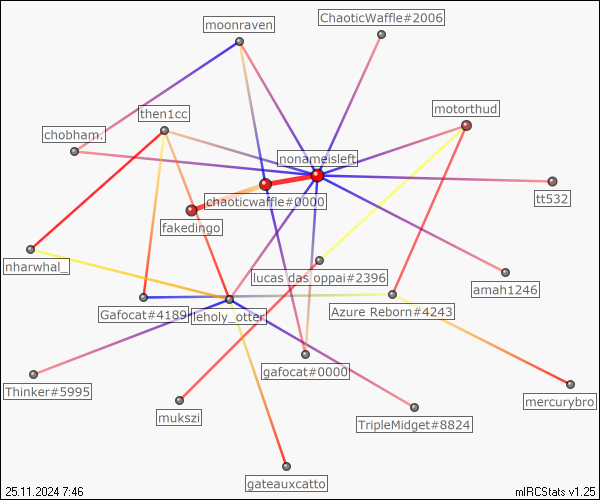 moonraven
ChaoticWaffle#2006
then1cc
motorthud
chobham.
nonameisleft
tt532
chaoticwaffle#0000
fakedingo
nharwhal_
lucas das oppai#2396
amah1246
Gafocat#4189
leholy_otter
Azure Reborn#4243
gafocat#0000
Thinker#5995
mercurybro
mukszi
TripleMidget#8824
gateauxcatto
25.11.2024 7:46
mIRCStats v1.25